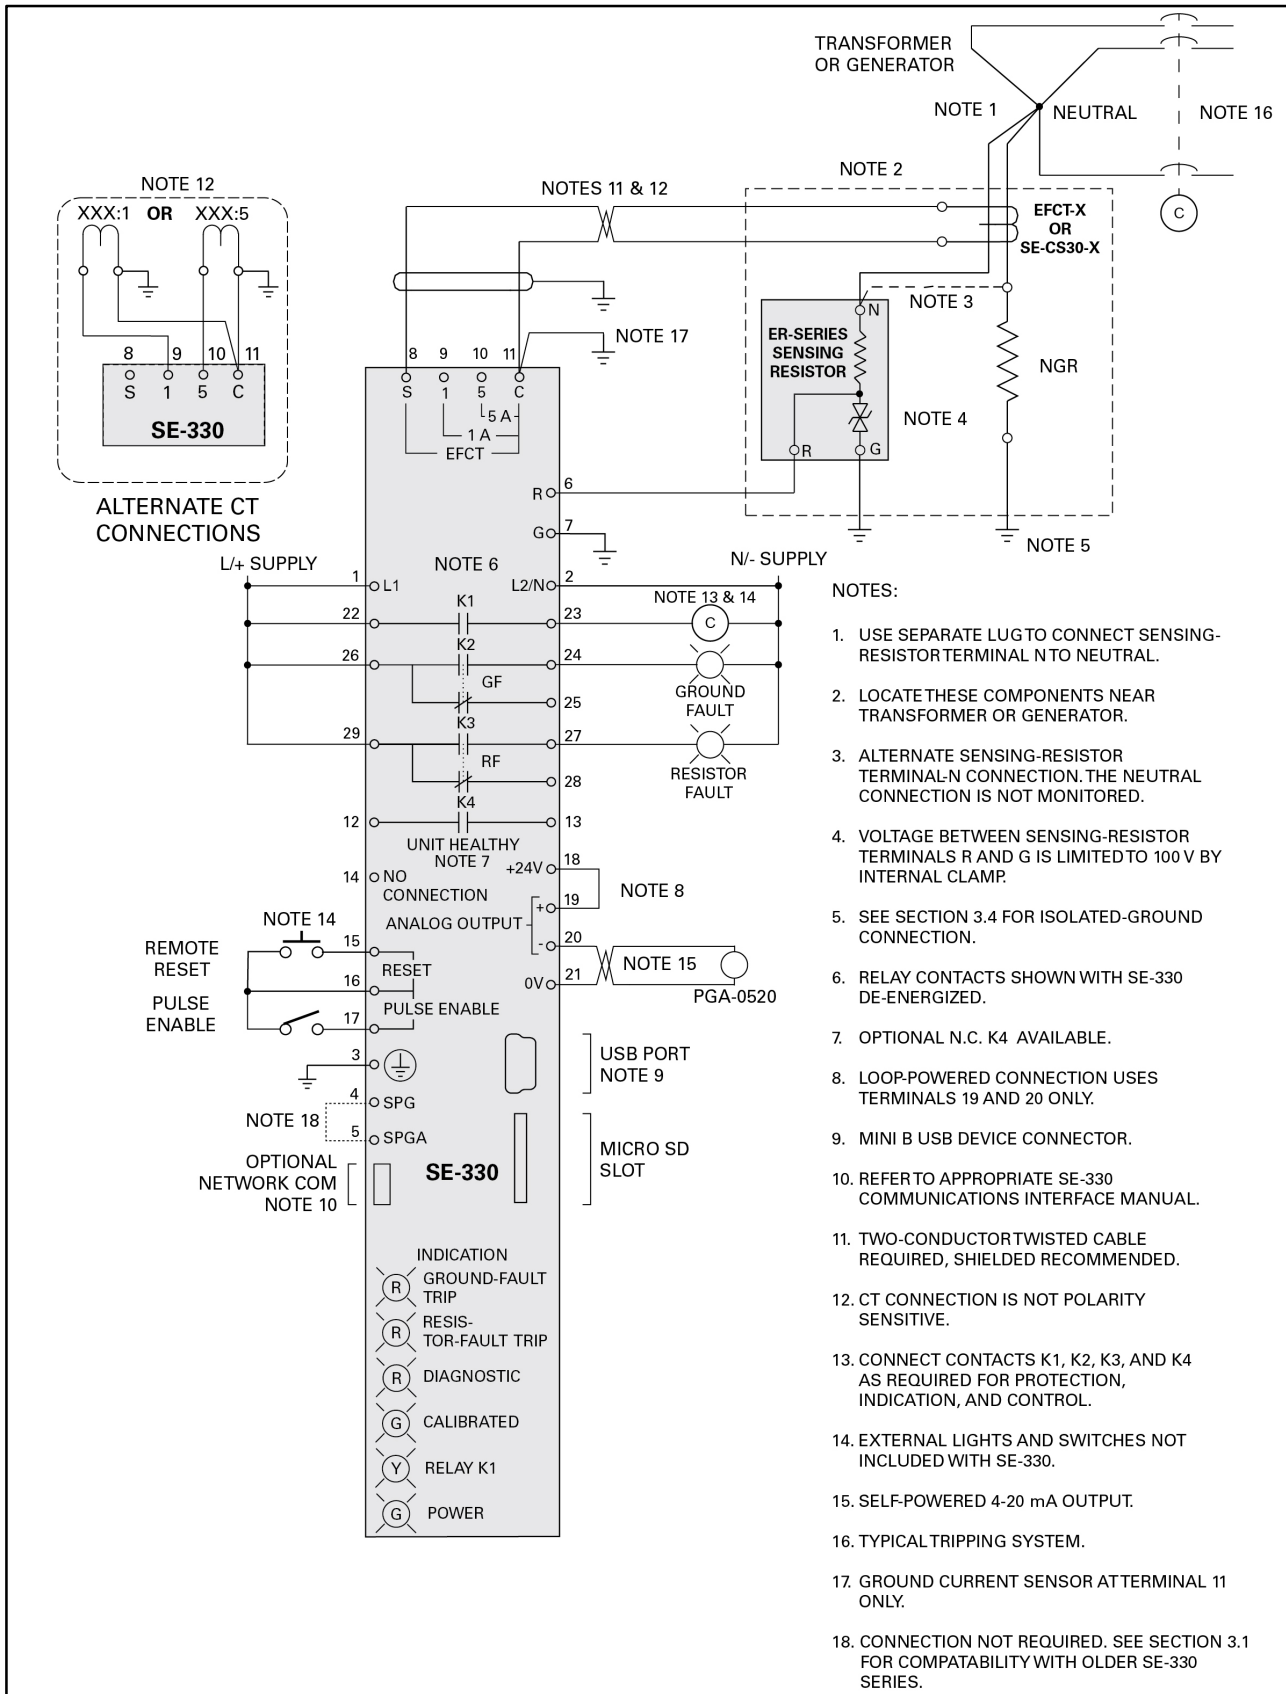 TRANSFORMER
OR GENERATOR
NOTE 1
NEUTRAL
NOTE 16
C
NOTE 2
NOTES 11 & 12
EFCT-X
OR
SE-CS30-X
NOTE 12
XXX:1 OR XXX:5
8 9 10 11
S 1 5 C
SE-330
ALTERNATE CT
CONNECTIONS
NOTE 3
N
ER-SERIES
SENSING
RESISTOR
NGR
NOTE 4
R
G
NOTE 5
NOTE 17
8 9 10 11
S 1 5 C
5 A
1 A
EFCT
R 6
G 7
L/+ SUPPLY
NOTE 6
N/- SUPPLY
1 L1
L2/N 2
NOTE 13 & 14
K1
22
23
C
K2
26
24
GF
GROUND
FAULT
25
K3
29
27
RF
RESISTOR
FAULT
28
K4
12
13
UNIT HEALTHY
NOTE 7
+24V 18
14 NO
CONNECTION
NOTE 8
+ 19
ANALOG OUTPUT
- 20
NOTE 15
0V 21
PGA-0520
NOTE 14
REMOTE
RESET
15
RESET
16
PULSE
ENABLE
PULSE ENABLE
17
3
USB PORT
NOTE 9
4 SPG
NOTE 18
5 SPGA
MICRO SD
SLOT
OPTIONAL
NETWORK COM
NOTE 10
SE-330
INDICATION
R GROUND-FAULT
TRIP
R RESIS-
TOR-FAULT TRIP
R DIAGNOSTIC
G CALIBRATED
Y RELAY K1
G POWER
NOTES:
1. USE SEPARATE LUG TO CONNECT SENSING-
RESISTOR TERMINAL N TO NEUTRAL.
2. LOCATE THESE COMPONENTS NEAR
TRANSFORMER OR GENERATOR.
3. ALTERNATE SENSING-RESISTOR
TERMINAL-N CONNECTION. THE NEUTRAL
CONNECTION IS NOT MONITORED.
4. VOLTAGE BETWEEN SENSING-RESISTOR
TERMINALS R AND G IS LIMITED TO 100 V BY
INTERNAL CLAMP.
5. SEE SECTION 3.4 FOR ISOLATED-GROUND
CONNECTION.
6. RELAY CONTACTS SHOWN WITH SE-330
DE-ENERGIZED.
7. OPTIONAL N.C. K4 AVAILABLE.
8. LOOP-POWERED CONNECTION USES
TERMINALS 19 AND 20 ONLY.
9. MINI B USB DEVICE CONNECTOR.
10. REFER TO APPROPRIATE SE-330
COMMUNICATIONS INTERFACE MANUAL.
11. TWO-CONDUCTOR TWISTED CABLE
REQUIRED, SHIELDED RECOMMENDED.
12. CT CONNECTION IS NOT POLARITY
SENSITIVE.
13. CONNECT CONTACTS K1, K2, K3, AND K4
AS REQUIRED FOR PROTECTION,
INDICATION, AND CONTROL.
14. EXTERNAL LIGHTS AND SWITCHES NOT
INCLUDED WITH SE-330.
15. SELF-POWERED 4-20 mA OUTPUT.
16. TYPICAL TRIPPING SYSTEM.
17. GROUND CURRENT SENSOR AT TERMINAL 11
ONLY.
18. CONNECTION NOT REQUIRED. SEE SECTION 3.1
FOR COMPATABILITY WITH OLDER SE-330
SERIES.